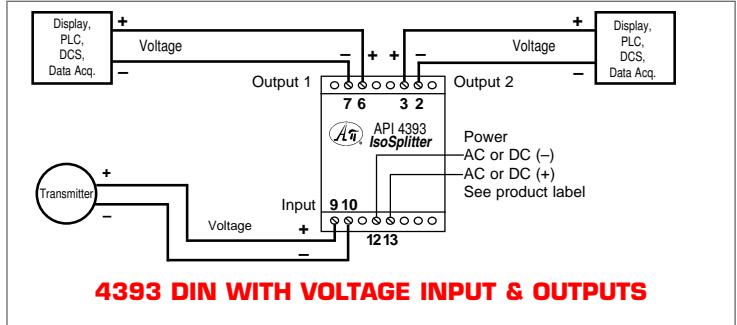 Display,
PLC,
DCS,
Data Acq.
+
–
Voltage
– + + –
Output 1
7 6 3 2
Output 2
+
–
Voltage
Display,
PLC,
DCS,
Data Acq.
API 4393
IsoSplitter
Power
AC or DC (–)
AC or DC (+)
See product label
Transmitter
+
–
Voltage
Input 9 10
+
–
12 13
4393 DIN WITH VOLTAGE INPUT & OUTPUTS